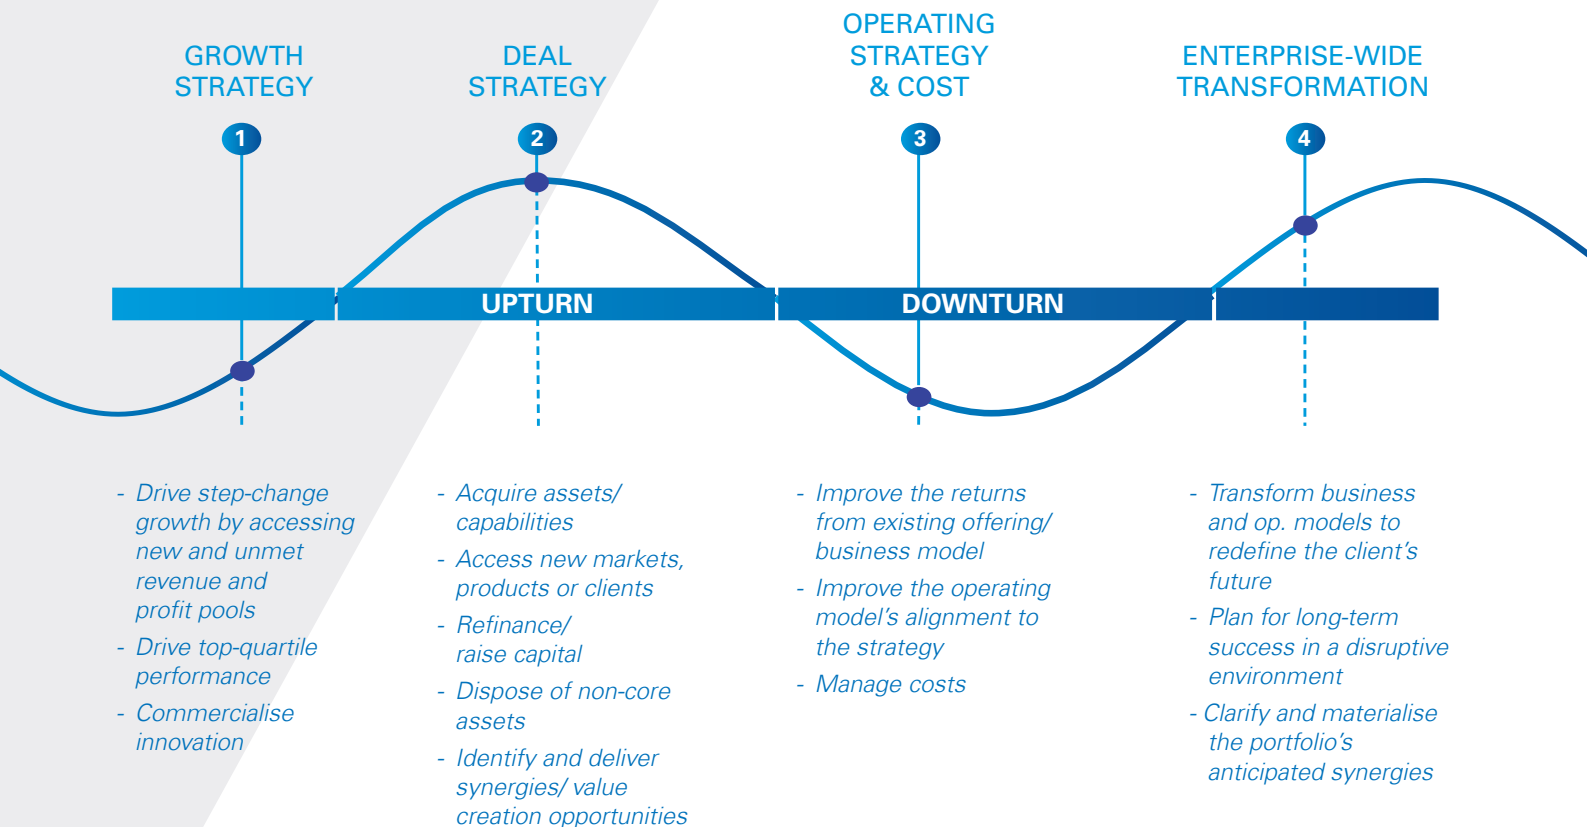 GROWTH
STRATEGY
1
DEAL
STRATEGY
2
OPERATING
STRATEGY
& COST
3
ENTERPRISE-WIDE
TRANSFORMATION
4
UPTURN
DOWNTURN
- Drive step-change
growth by accessing
new and unmet
revenue and
profit pools
- Drive top-quartile
performance
- Commercialise
innovation
- Acquire assets/
capabilities
- Access new markets,
products or clients
- Refinance/
raise capital
- Dispose of non-core
assets
- Identify and deliver
synergies/ value
creation opportunities
- Improve the returns
from existing offering/
business model
- Improve the operating
model’s alignment to
the strategy
- Manage costs
- Transform business
and op. models to
redefine the client’s
future
- Plan for long-term
success in a disruptive
environment
- Clarify and materialise
the portfolio’s
anticipated synergies